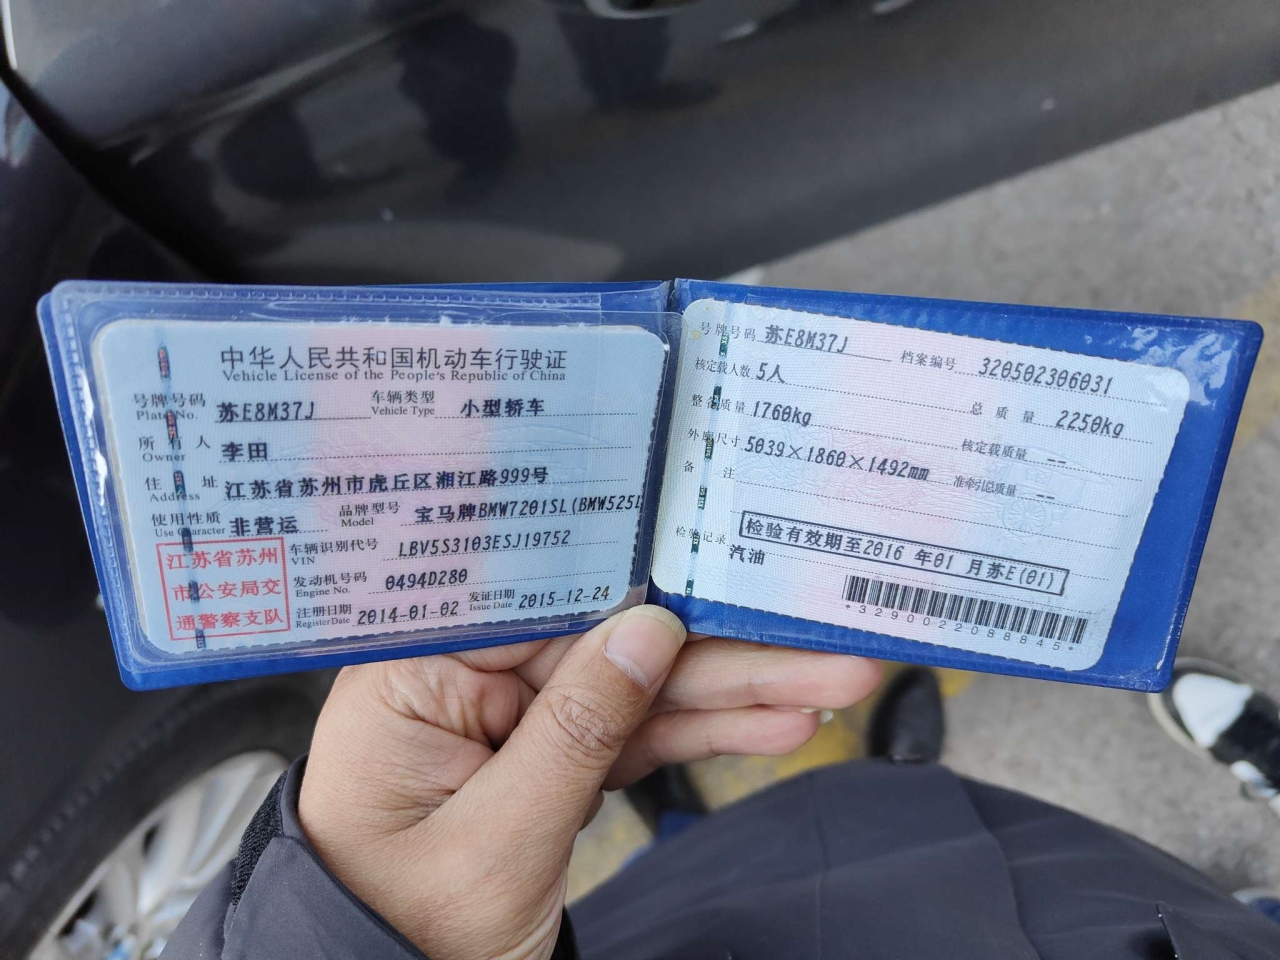 中华人民共和国机动车行驶证
Vehicle License of the People's Republic of China
号牌号码 Plate No. 苏E8M37J 车辆类型 Vehicle Type 小型轿车
所有人 Owner 李田
住址 Address 江苏省苏州市虎丘区湘江路999号
使用性质 Use Character 非营运 品牌型号 Model 宝马牌BMW7201SL(BMW525L
车辆识别代号 VIN LBV5S3103ESJ19752
发动机号码 Engine No. 0494D280
注册日期 Register Date 2014-01-02 发证日期 Issue Date 2015-12-24
江苏省苏州
市公安局交
通警察支队
号牌号码 苏E8M37J 档案编号 320502306031
核定载人数 5人 总质量 2250kg
整备质量 1760kg 核定载质量 --
外廓尺寸 5039×1860×1492mm 准牵引总质量 --
备注
检验记录 检验有效期至2016 年01 月苏E(01)
汽油
*3290022088845*